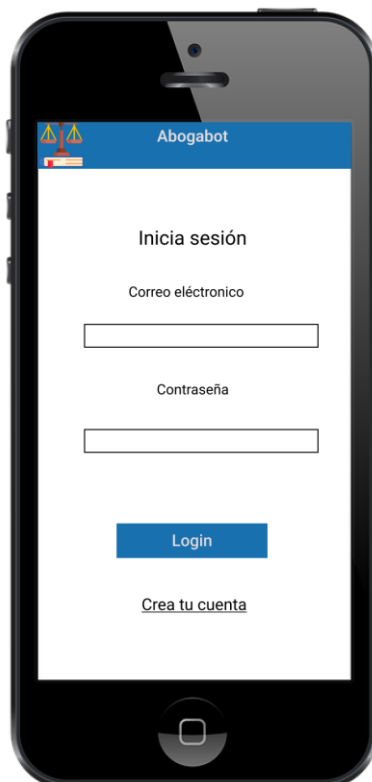 Abogabot
Inicia sesión
Correo eléctronico
Contraseña
Login
Crea tu cuenta